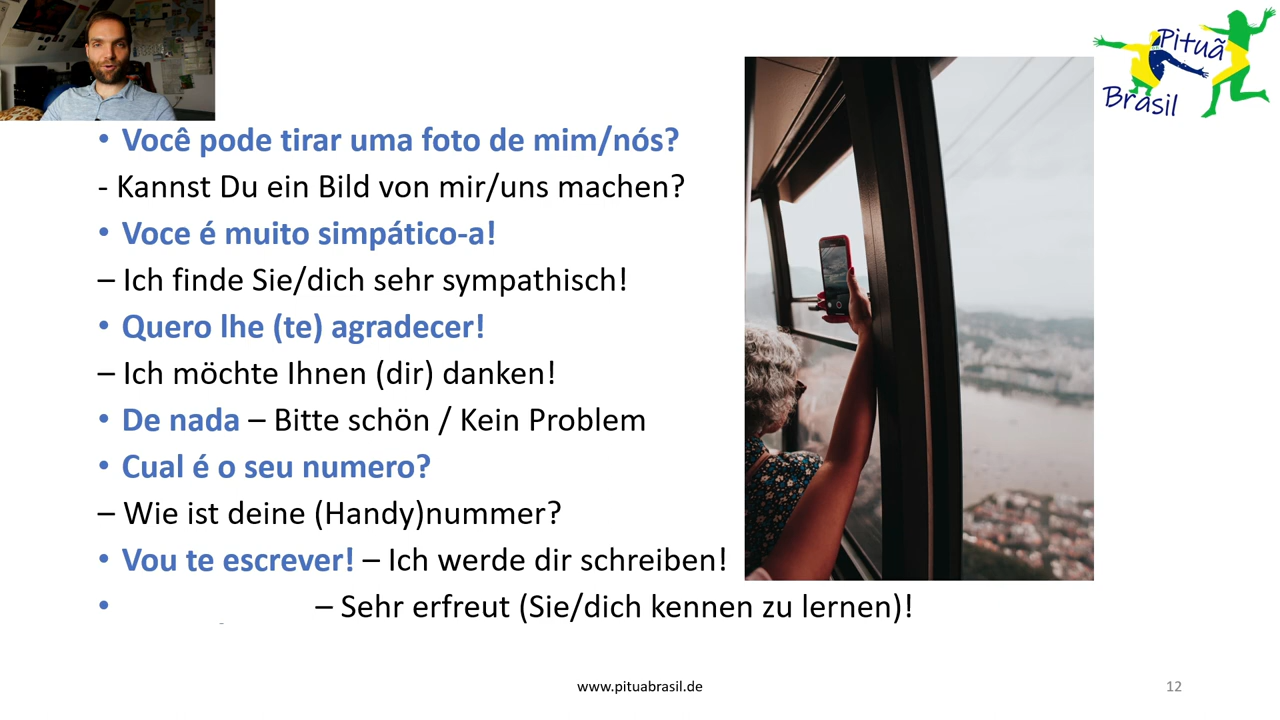 Pituã
Brasil
• Você pode tirar uma foto de mim/nós?
- Kannst Du ein Bild von mir/uns machen?
• Voce é muito simpático-a!
– Ich finde Sie/dich sehr sympathisch!
• Quero lhe (te) agradecer!
– Ich möchte Ihnen (dir) danken!
• De nada – Bitte schön / Kein Problem
• Cual é o seu numero?
– Wie ist deine (Handy)nummer?
• Vou te escrever! – Ich werde dir schreiben!
• – Sehr erfreut (Sie/dich kennen zu lernen)!
www.pituabrasil.de
12